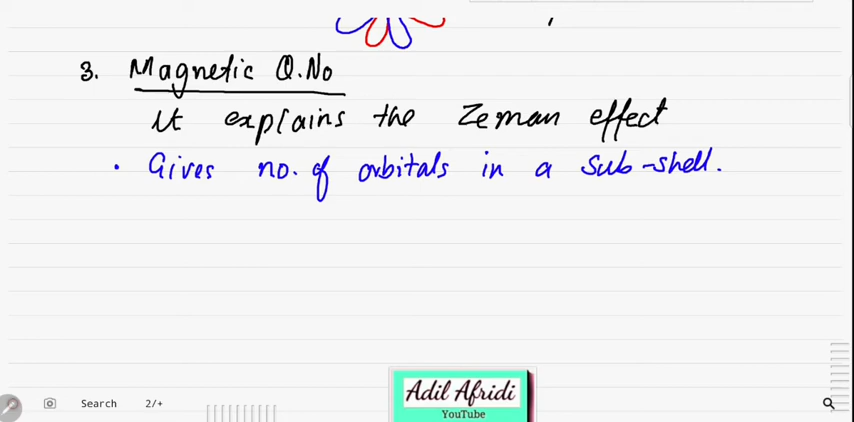 3. Magnetic Q.No
It explains the Zeman effect
• Gives no. of orbitals in a sub-shell.
Adil Afridi
YouTube
Search 2/+